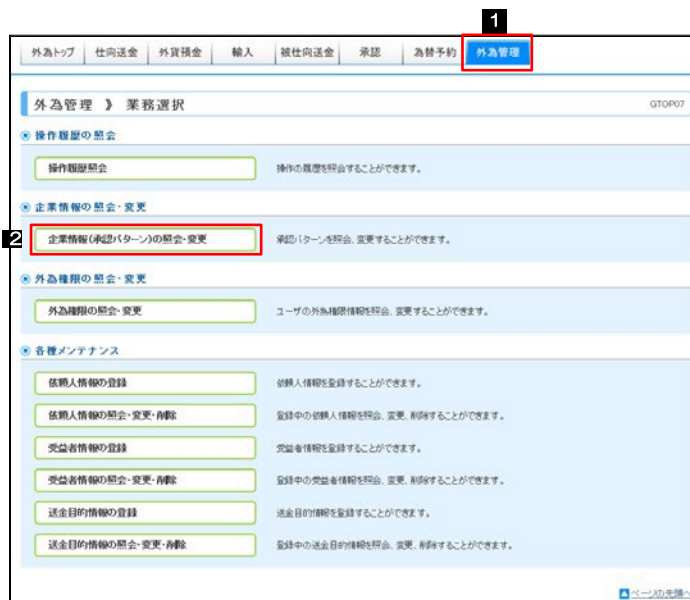 1
外為トップ 仕向送金 外貨預金 輸入 被仕向送金 承認 為替予約 外為管理
外為管理 》 業務選択 GTOP07
操作履歴の照会
操作履歴照会 操作の履歴を照会することができます。
企業情報の照会・変更
2 企業情報(承認パターン)の照会・変更 承認パターンを照会、変更することができます。
外為権限の照会・変更
外為権限の照会・変更 ユーザの外為権限情報を照会、変更することができます。
各種メンテナンス
依頼人情報の登録 依頼人情報を登録することができます。
依頼人情報の照会・変更・削除 登録中の依頼人情報を照会、変更、削除することができます。
受益者情報の登録 受益者情報を登録することができます。
受益者情報の照会・変更・削除 登録中の受益者情報を照会、変更、削除することができます。
送金目的情報の登録 送金目的情報を登録することができます。
送金目的情報の照会・変更・削除 登録中の送金目的情報を照会、変更、削除することができます。
ページの先頭へ